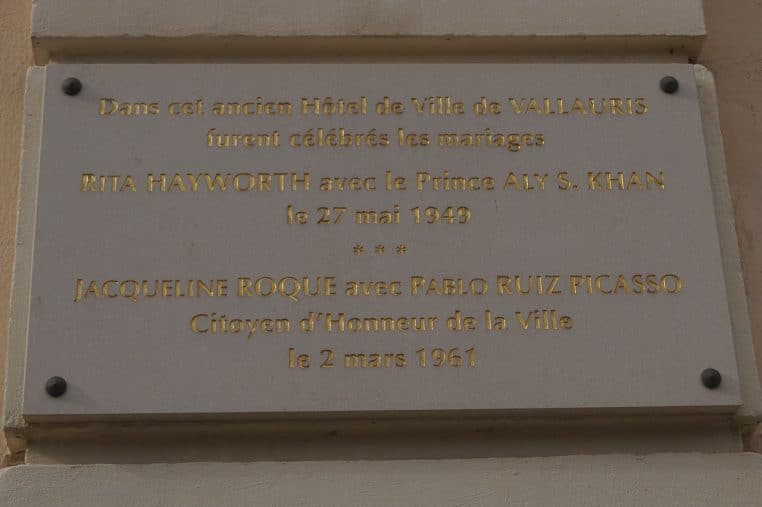 Dans cet ancien Hôtel de Ville de VALLAURIS
furent célébrés les mariages
RITA HAYWORTH avec le Prince ALY S. KHAN
le 27 mai 1949
* * *
JACQUELINE ROQUE avec PABLO RUIZ PICASSO
Citoyen d'Honneur de la Ville
le 2 mars 1961